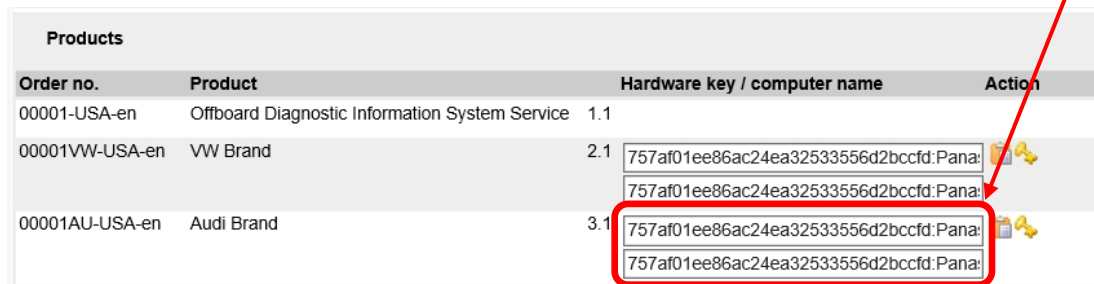 Products
Order no. Product Hardware key / computer name Action
00001-USA-en Offboard Diagnostic Information System Service 1.1
00001VW-USA-en VW Brand 2.1 757af01ee86ac24ea32533556d2bccfd:Pana
757af01ee86ac24ea32533556d2bccfd:Pana
00001AU-USA-en Audi Brand 3.1 757af01ee86ac24ea32533556d2bccfd:Pana
757af01ee86ac24ea32533556d2bccfd:Pana